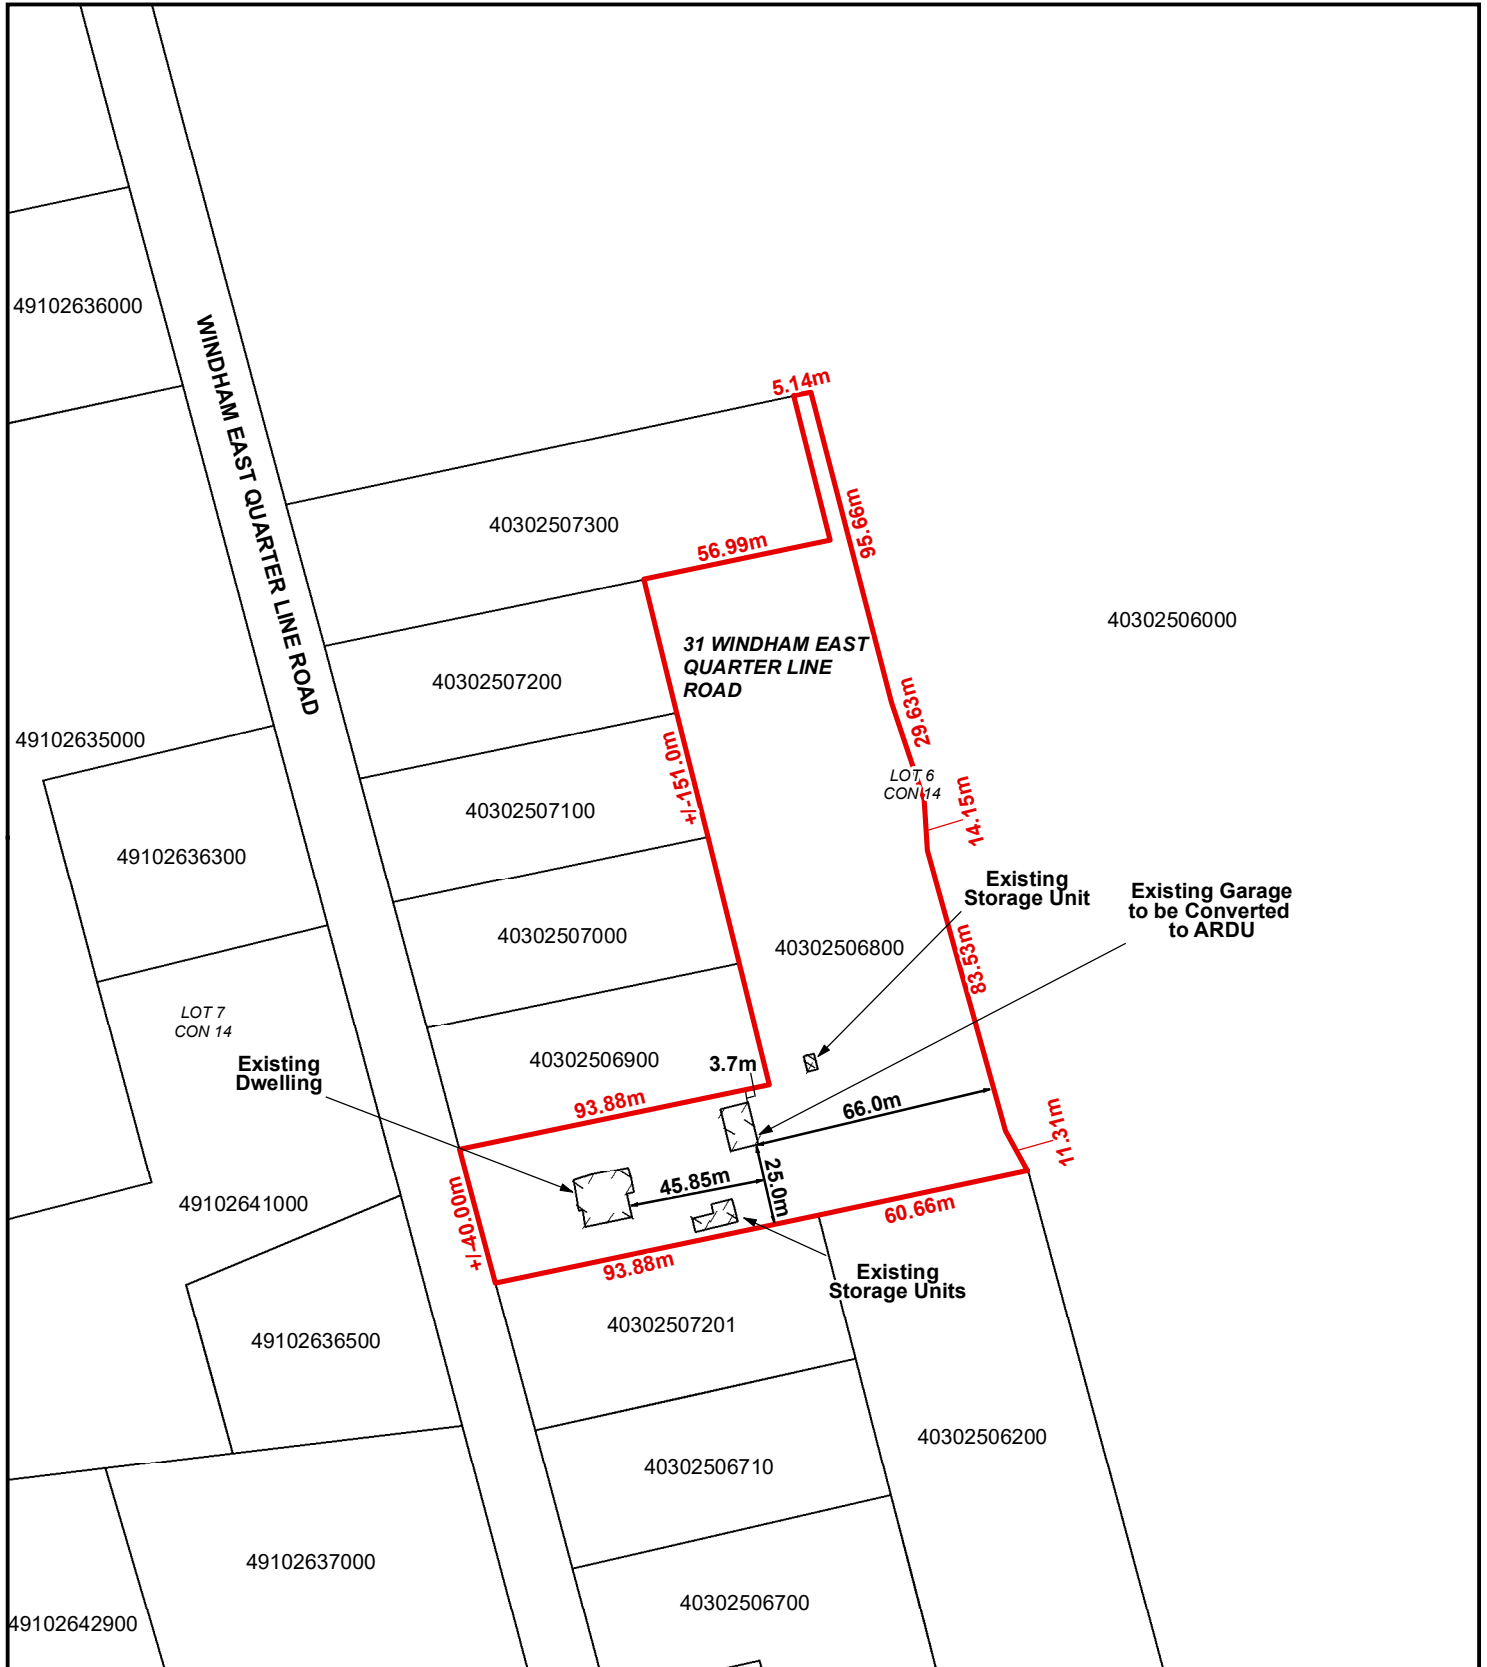 49102636000
WINDHAM EAST QUARTER LINE ROAD
5.14m
95.66m
40302507300
56.99m
40302506000
31 WINDHAM EAST
QUARTER LINE
ROAD
40302507200
29.63m
49102635000
+/-151.0m
LOT 6
CON 14
14.15m
40302507100
49102636300
Existing
Storage Unit
Existing Garage
to be Converted
to ARDU
40302507000
40302506800
83.53m
LOT 7
CON 14
Existing
Dwelling
40302506900
3.7m
93.88m
66.0m
11.31m
45.85m
25.0m
49102641000
+/-40.00m
60.66m
93.88m
Existing
Storage Units
40302507201
49102636500
40302506200
40302506710
49102637000
40302506700
49102642900